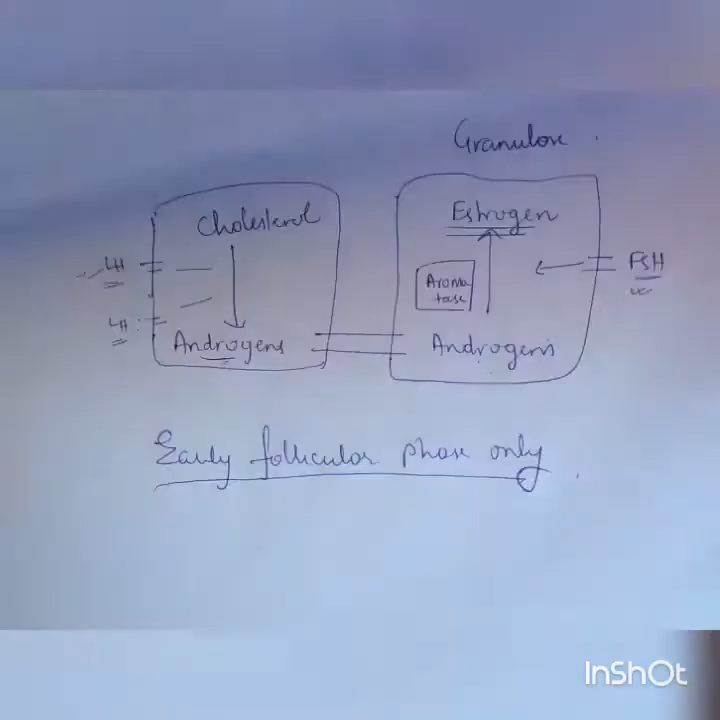 Granulose
Cholesterol
Estrogen
LH
FSH
Aroma
tase
LH
Androgens
Androgens
Early follicular phase only
InShOt